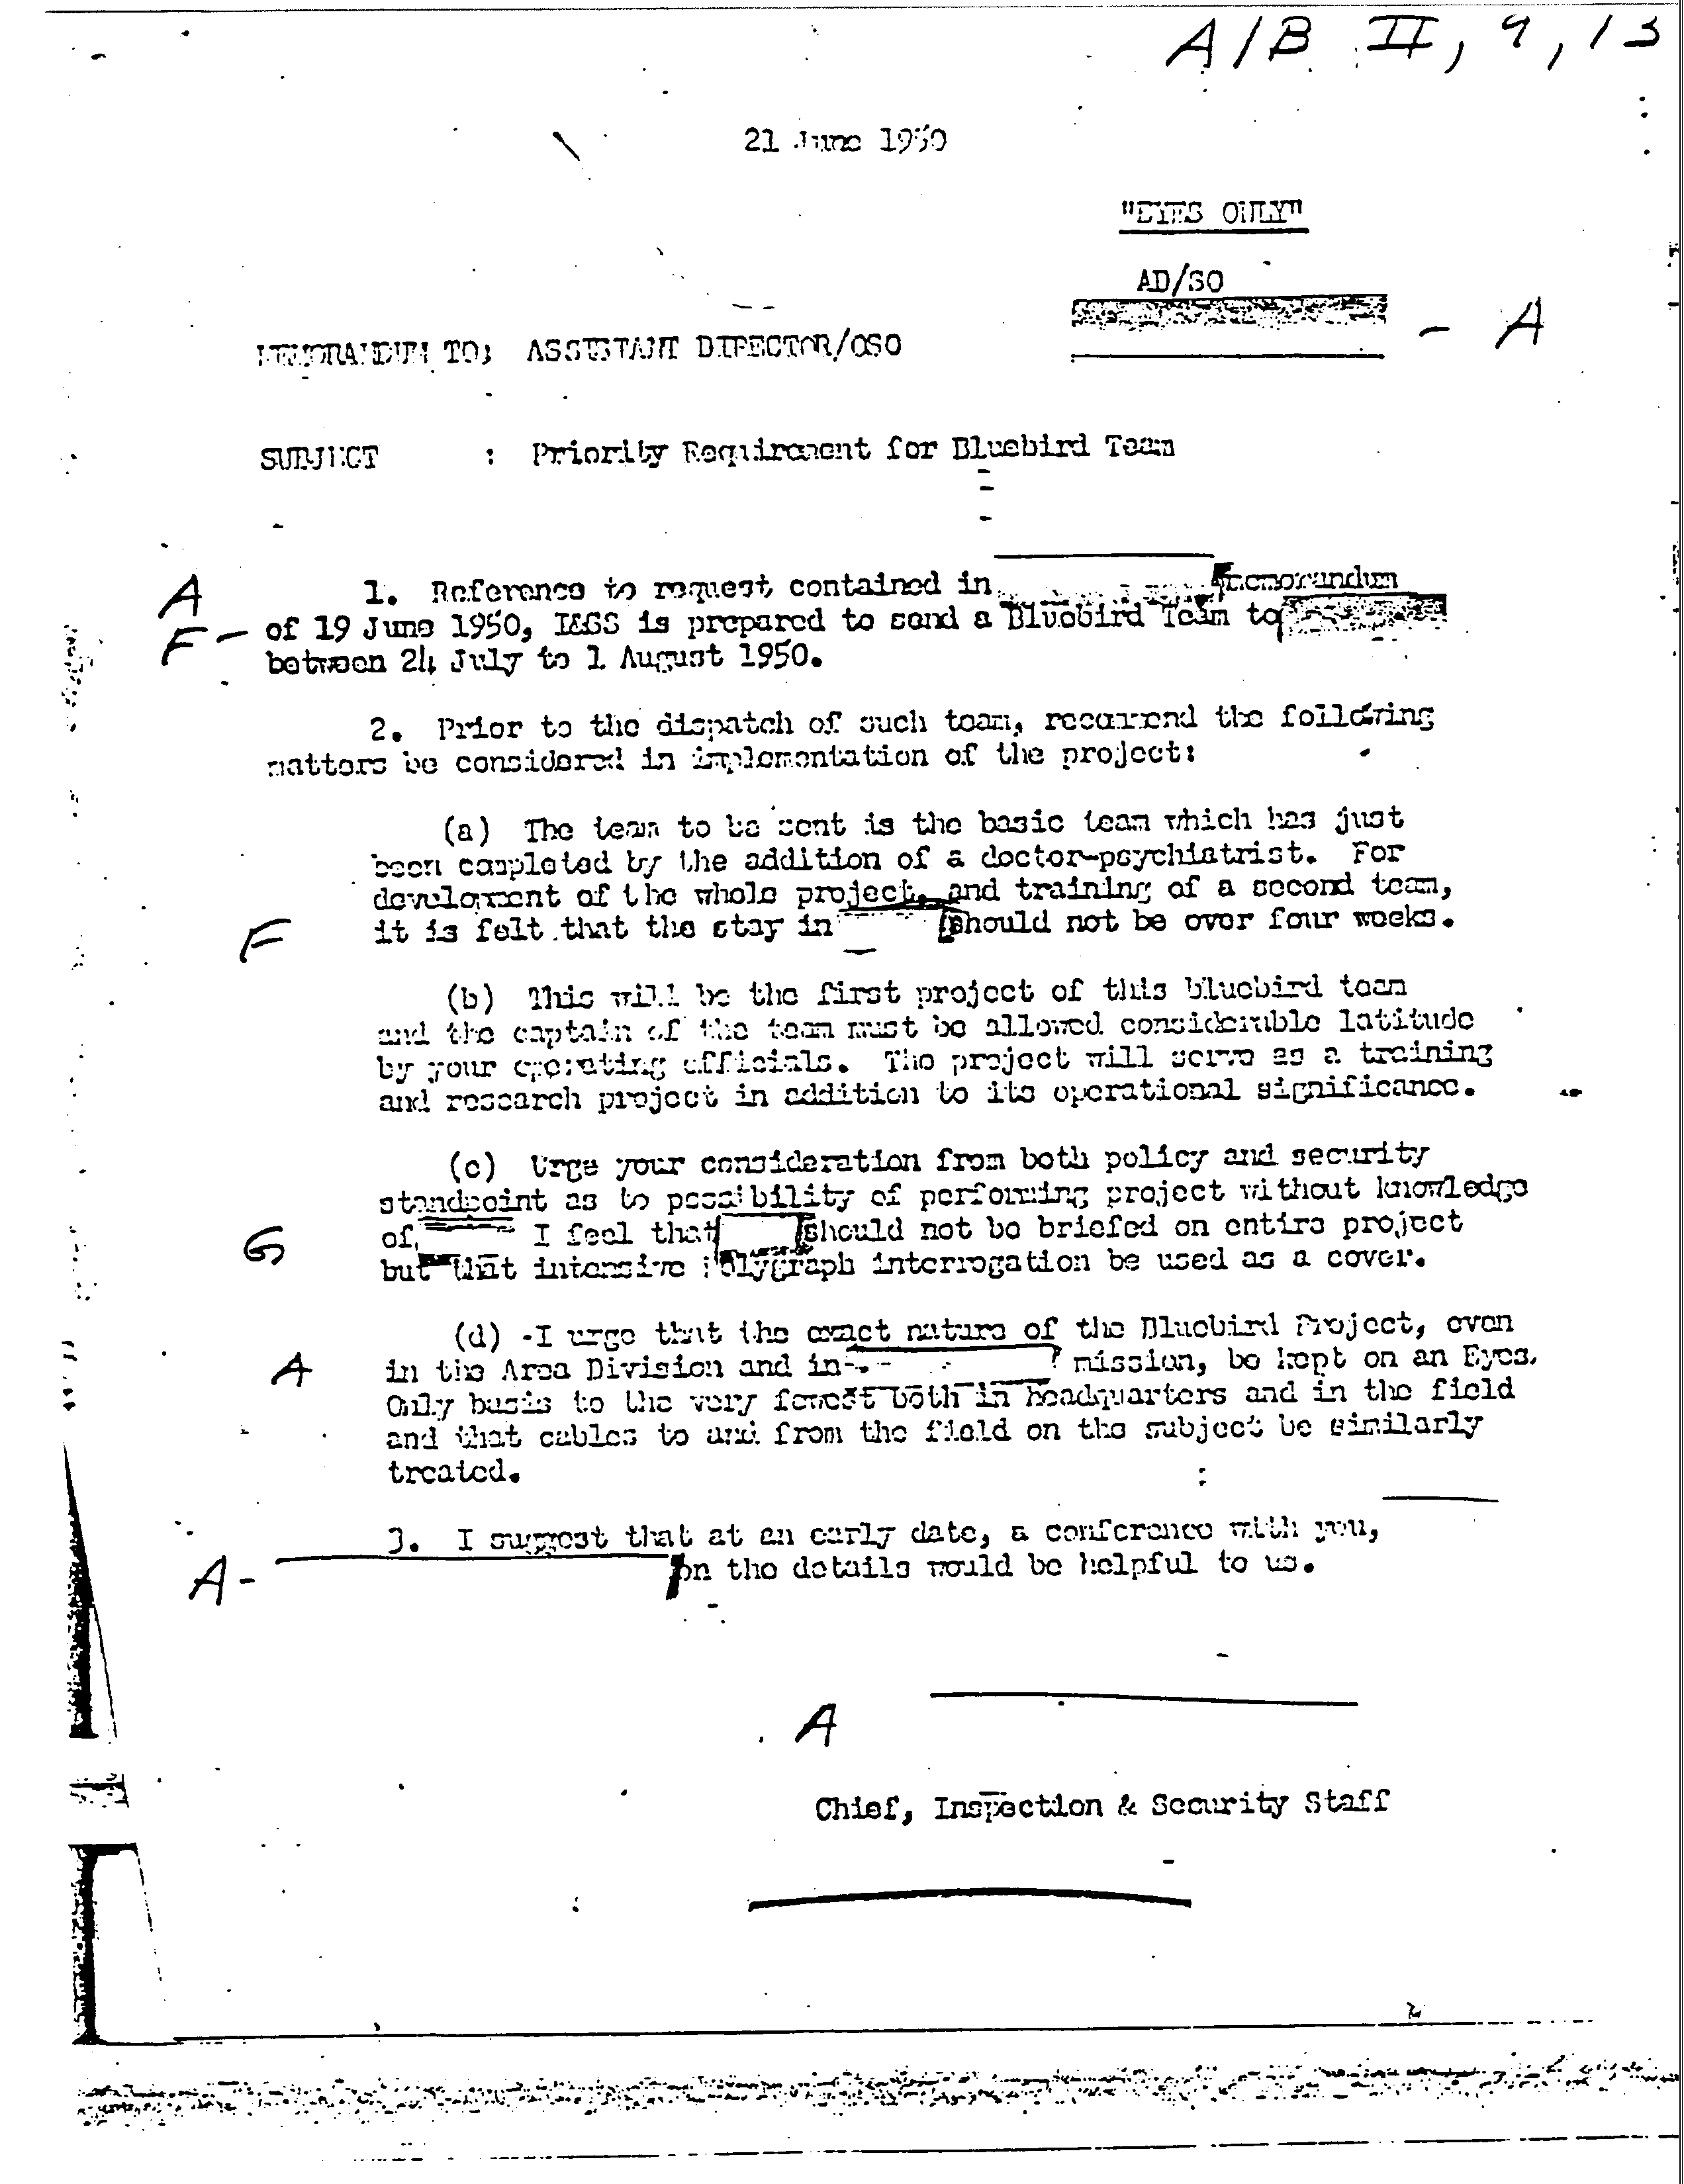 A/B II, 9, 13
21 June 1950
"EYES ONLY"
AD/SO
- A
MEMORANDUM TO: ASSISTANT DIRECTOR/OSO
SUBJECT : Priority Requirement for Bluebird Team
A 1. Reference to request contained in memorandum
F - of 19 June 1950, I&SS is prepared to send a Bluebird Team to
between 24 July to 1 August 1950.
2. Prior to the dispatch of such team, recommend the following
matters be considered in implementation of the project:
(a) The team to be sent is the basic team which has just
been completed by the addition of a doctor-psychiatrist. For
development of the whole project, and training of a second team,
F it is felt that the stay in should not be over four weeks.
(b) This will be the first project of this bluebird team
and the captain of the team must be allowed considerable latitude
by your operating officials. The project will serve as a training
and research project in addition to its operational significance.
(c) Urge your consideration from both policy and security
standpoint as to possibility of performing project without knowledge
G of I feel that should not be briefed on entire project
but that intensive Polygraph interrogation be used as a cover.
(d) I urge that the exact nature of the Bluebird Project, even
A in the Area Division and in mission, be kept on an Eyes
Only basis to the very fewest both in headquarters and in the field
and that cables to and from the field on the subject be similarly
treated.
3. I suggest that at an early date, a conference with you,
A- on the details would be helpful to us.
A
Chief, Inspection & Security Staff